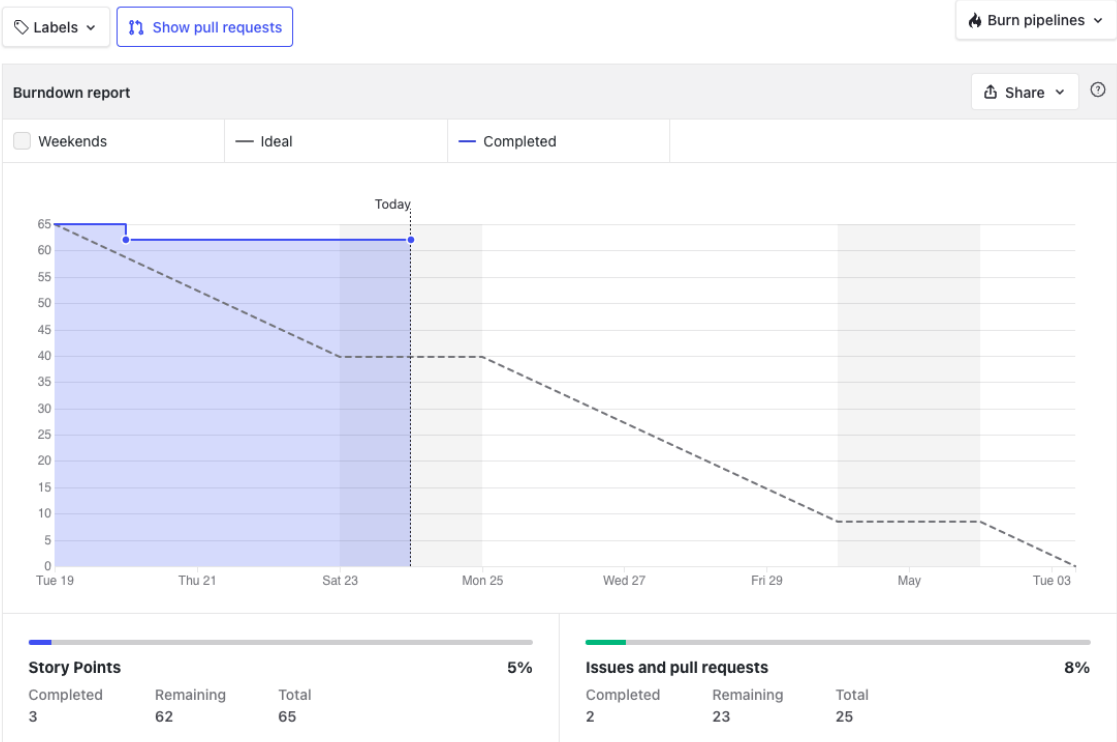 Labels
Show pull requests
Burn pipelines
Burndown report
Share
?
Weekends
Ideal
Completed
Today
65
60
55
50
45
40
35
30
25
20
15
10
5
0
Tue 19 Thu 21 Sat 23 Mon 25 Wed 27 Fri 29 May Tue 03
Story Points 5%
Completed Remaining Total
3 62 65
Issues and pull requests 8%
Completed Remaining Total
2 23 25